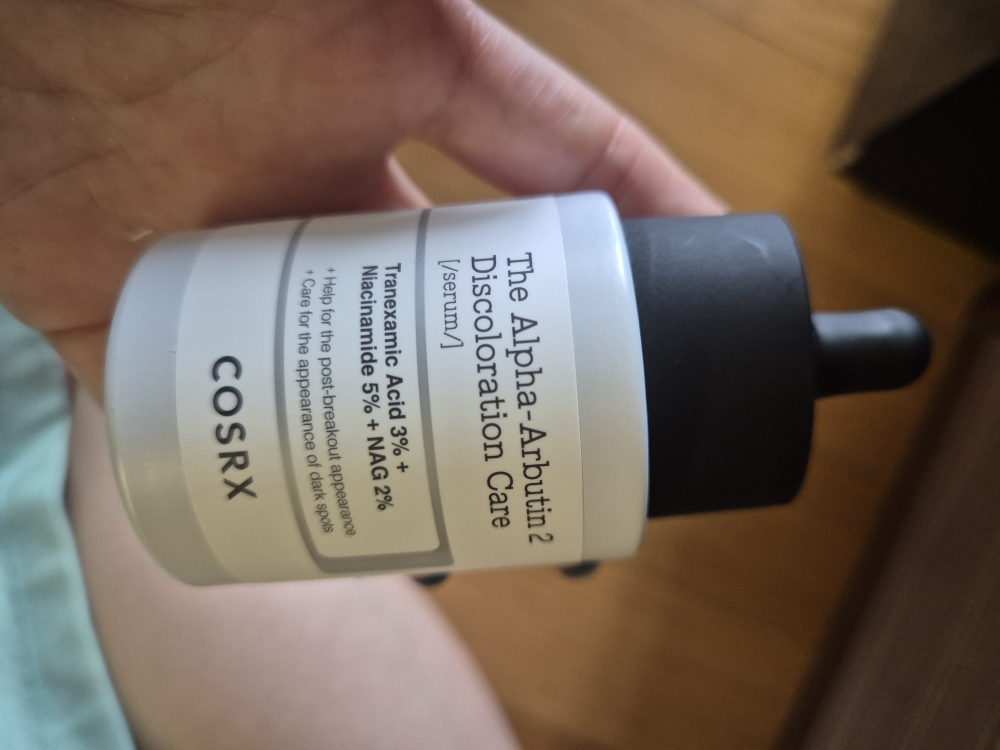 The Alpha-Arbutin 2
Discoloration Care
[/serum/]
Tranexamic Acid 3% +
Niacinamide 5% + NAG 2%
* Help for the post-breakout appearance
* Care for the appearance of dark spots
COSRX